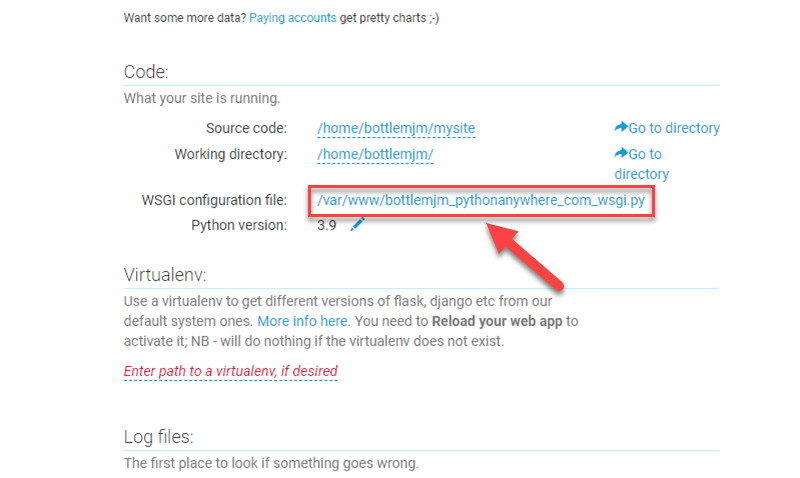 Want some more data? Paying accounts get pretty charts ;-)
Code:
What your site is running.
Source code: /home/bottlemjm/mysite Go to directory
Working directory: /home/bottlemjm/ Go to
directory
WSGI configuration file: /var/www/bottlemjm_pythonanywhere_com_wsgi.py
Python version: 3.9
Virtualenv:
Use a virtualenv to get different versions of flask, django etc from our
default system ones. More info here. You need to Reload your web app to
activate it; NB - will do nothing if the virtualenv does not exist.
Enter path to a virtualenv, if desired
Log files:
The first place to look if something goes wrong.